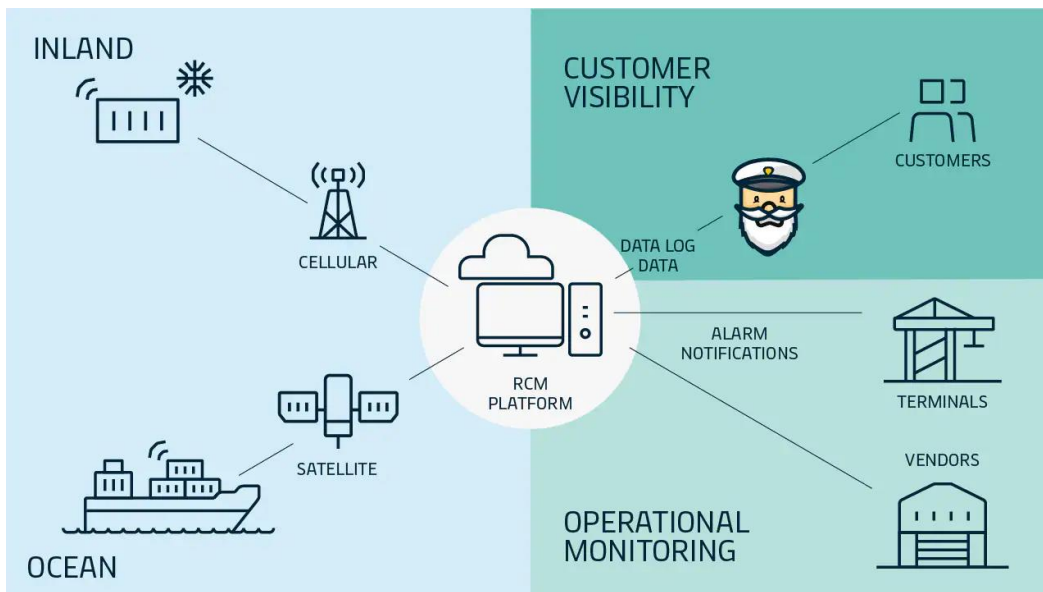 INLAND
CELLULAR
SATELLITE
OCEAN
RCM
PLATFORM
CUSTOMER
VISIBILITY
CUSTOMERS
DATA LOG
DATA
ALARM
NOTIFICATIONS
TERMINALS
VENDORS
OPERATIONAL
MONITORING